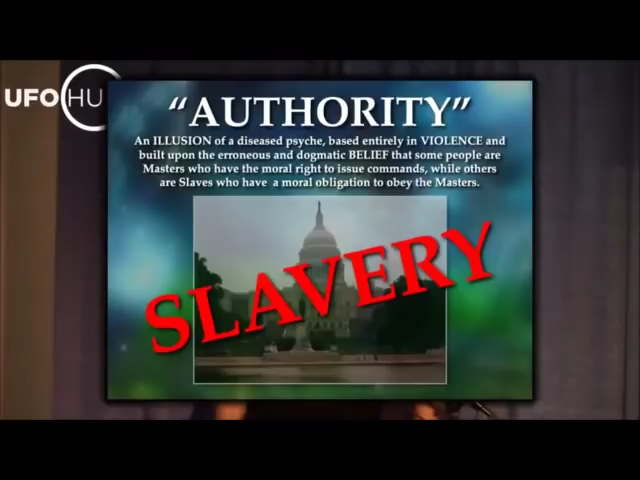 UFO HU
“AUTHORITY”
An ILLUSION of a diseased psyche, based entirely in VIOLENCE and
built upon the erroneous and dogmatic BELIEF that some people are
Masters who have the moral right to issue commands, while others
are Slaves who have a moral obligation to obey the Masters.
SLAVERY